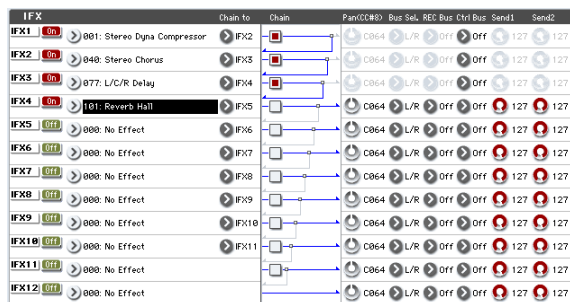 IFX Chain to Chain Pan(CC#8) Bus Sel. REC Bus Ctrl Bus Send1 Send2
IFX1 On 001: Stereo Dyna Compressor IFX2 C064 L/R Off Off 127 127
IFX2 On 040: Stereo Chorus IFX3 C064 L/R Off Off 127 127
IFX3 On 077: L/C/R Delay IFX4 C064 L/R Off Off 127 127
IFX4 On 101: Reverb Hall IFX5 C064 L/R Off Off 127 127
IFX5 Off 000: No Effect IFX6 C064 L/R Off Off 127 127
IFX6 Off 000: No Effect IFX7 C064 L/R Off Off 127 127
IFX7 Off 000: No Effect IFX8 C064 L/R Off Off 127 127
IFX8 Off 000: No Effect IFX9 C064 L/R Off Off 127 127
IFX9 Off 000: No Effect IFX10 C064 L/R Off Off 127 127
IFX10 Off 000: No Effect IFX11 C064 L/R Off Off 127 127
IFX11 Off 000: No Effect C064 L/R Off Off 127 127
IFX12 Off 000: No Effect C064 L/R Off Off 127 127